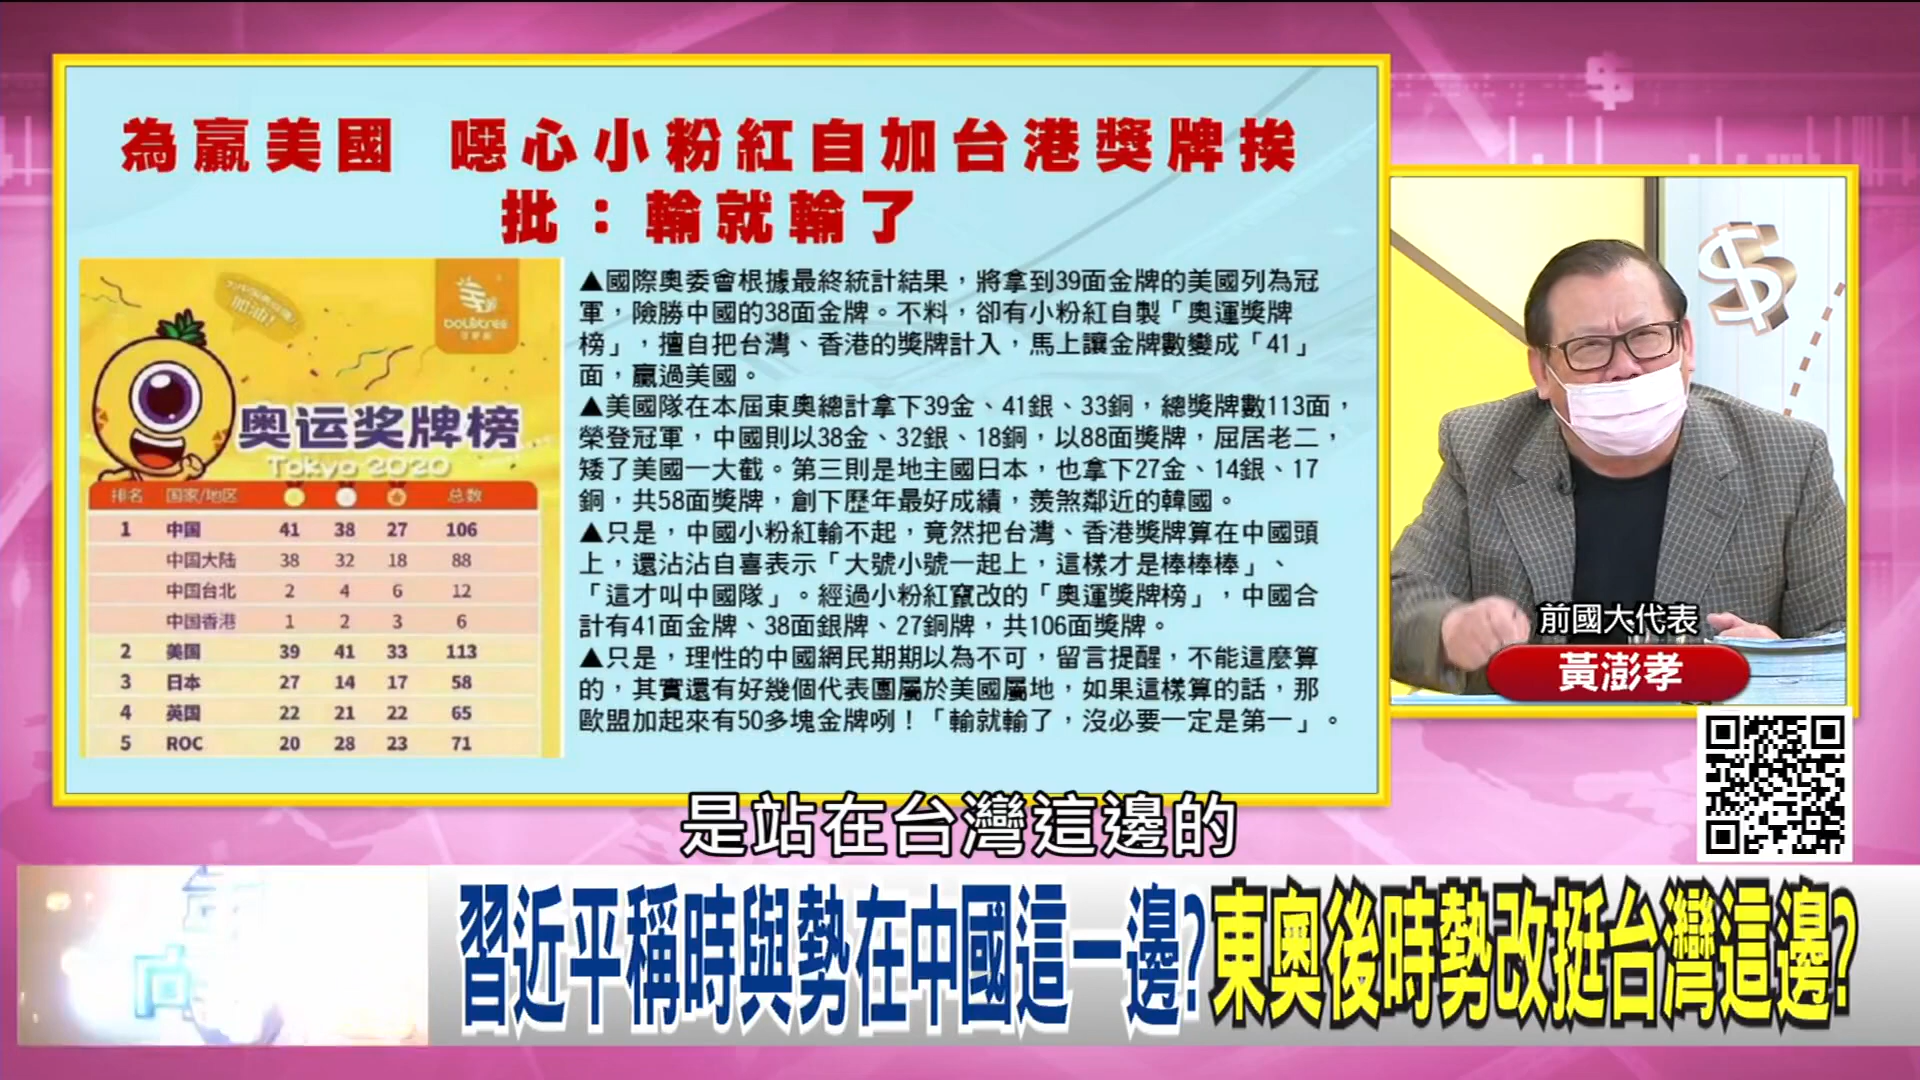 為贏美國 噁心小粉紅自加台港獎牌挨
批：輸就輸了
加油!
奥运奖牌榜
Tokyo 2020
排名 国家/地区 总数
1 中国 41 38 27 106
中国大陆 38 32 18 88
中国台北 2 4 6 12
中国香港 1 2 3 6
2 美国 39 41 33 113
3 日本 27 14 17 58
4 英国 22 21 22 65
5 ROC 20 28 23 71
▲國際奧委會根據最終統計結果，將拿到39面金牌的美國列為冠
軍，險勝中國的38面金牌。不料，卻有小粉紅自製「奧運獎牌
榜」，擅自把台灣、香港的獎牌計入，馬上讓金牌數變成「41」
面，贏過美國。
▲美國隊在本屆東奧總計拿下39金、41銀、33銅，總獎牌數113面，
榮登冠軍，中國則以38金、32銀、18銅，以88面獎牌，屈居老二，
矮了美國一大截。第三則是地主國日本，也拿下27金、14銀、17
銅，共58面獎牌，創下歷年最好成績，羨煞鄰近的韓國。
▲只是，中國小粉紅輸不起，竟然把台灣、香港獎牌算在中國頭
上，還沾沾自喜表示「大號小號一起上，這樣才是棒棒棒」、
「這才叫中國隊」。經過小粉紅竄改的「奧運獎牌榜」，中國合
計有41面金牌、38面銀牌、27銅牌，共106面獎牌。
▲只是，理性的中國網民期期以為不可，留言提醒，不能這麼算
的，其實還有好幾個代表團屬於美國屬地，如果這樣算的話，那
歐盟加起來有50多塊金牌咧！「輸就輸了，沒必要一定是第一」。
前國大代表
黃澎孝
是站在台灣這邊的
向
習近平稱時與勢在中國這一邊?東奧後時勢改挺台灣這邊?